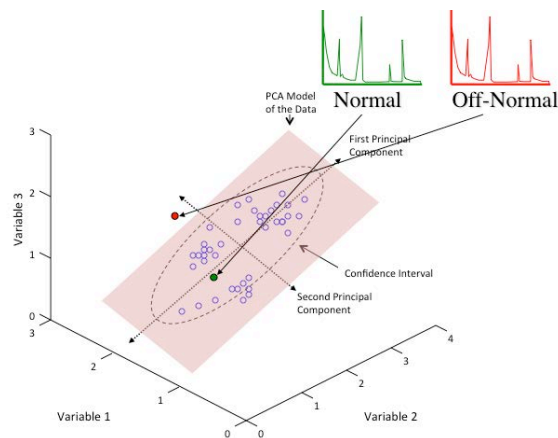 Normal
Off-Normal
PCA Model
of the Data
First Principal
Component
Confidence Interval
Second Principal
Component
Variable 3
3
2
1
0
3
2
1
0
Variable 1
0
1
2
3
4
Variable 2